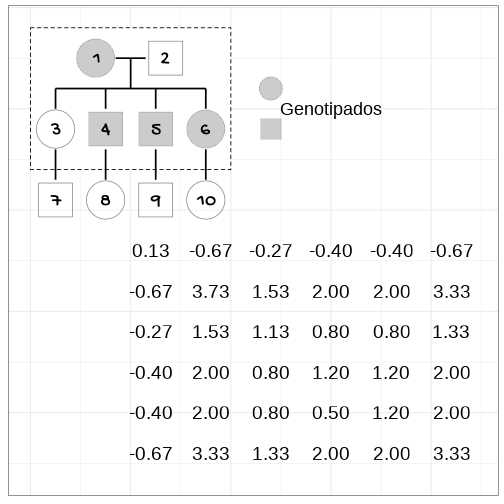 1 2
Genotipados
3 4 5 6
7 8 9 10
0.13 -0.67 -0.27 -0.40 -0.40 -0.67
-0.67 3.73 1.53 2.00 2.00 3.33
-0.27 1.53 1.13 0.80 0.80 1.33
-0.40 2.00 0.80 1.20 1.20 2.00
-0.40 2.00 0.80 0.50 1.20 2.00
-0.67 3.33 1.33 2.00 2.00 3.33